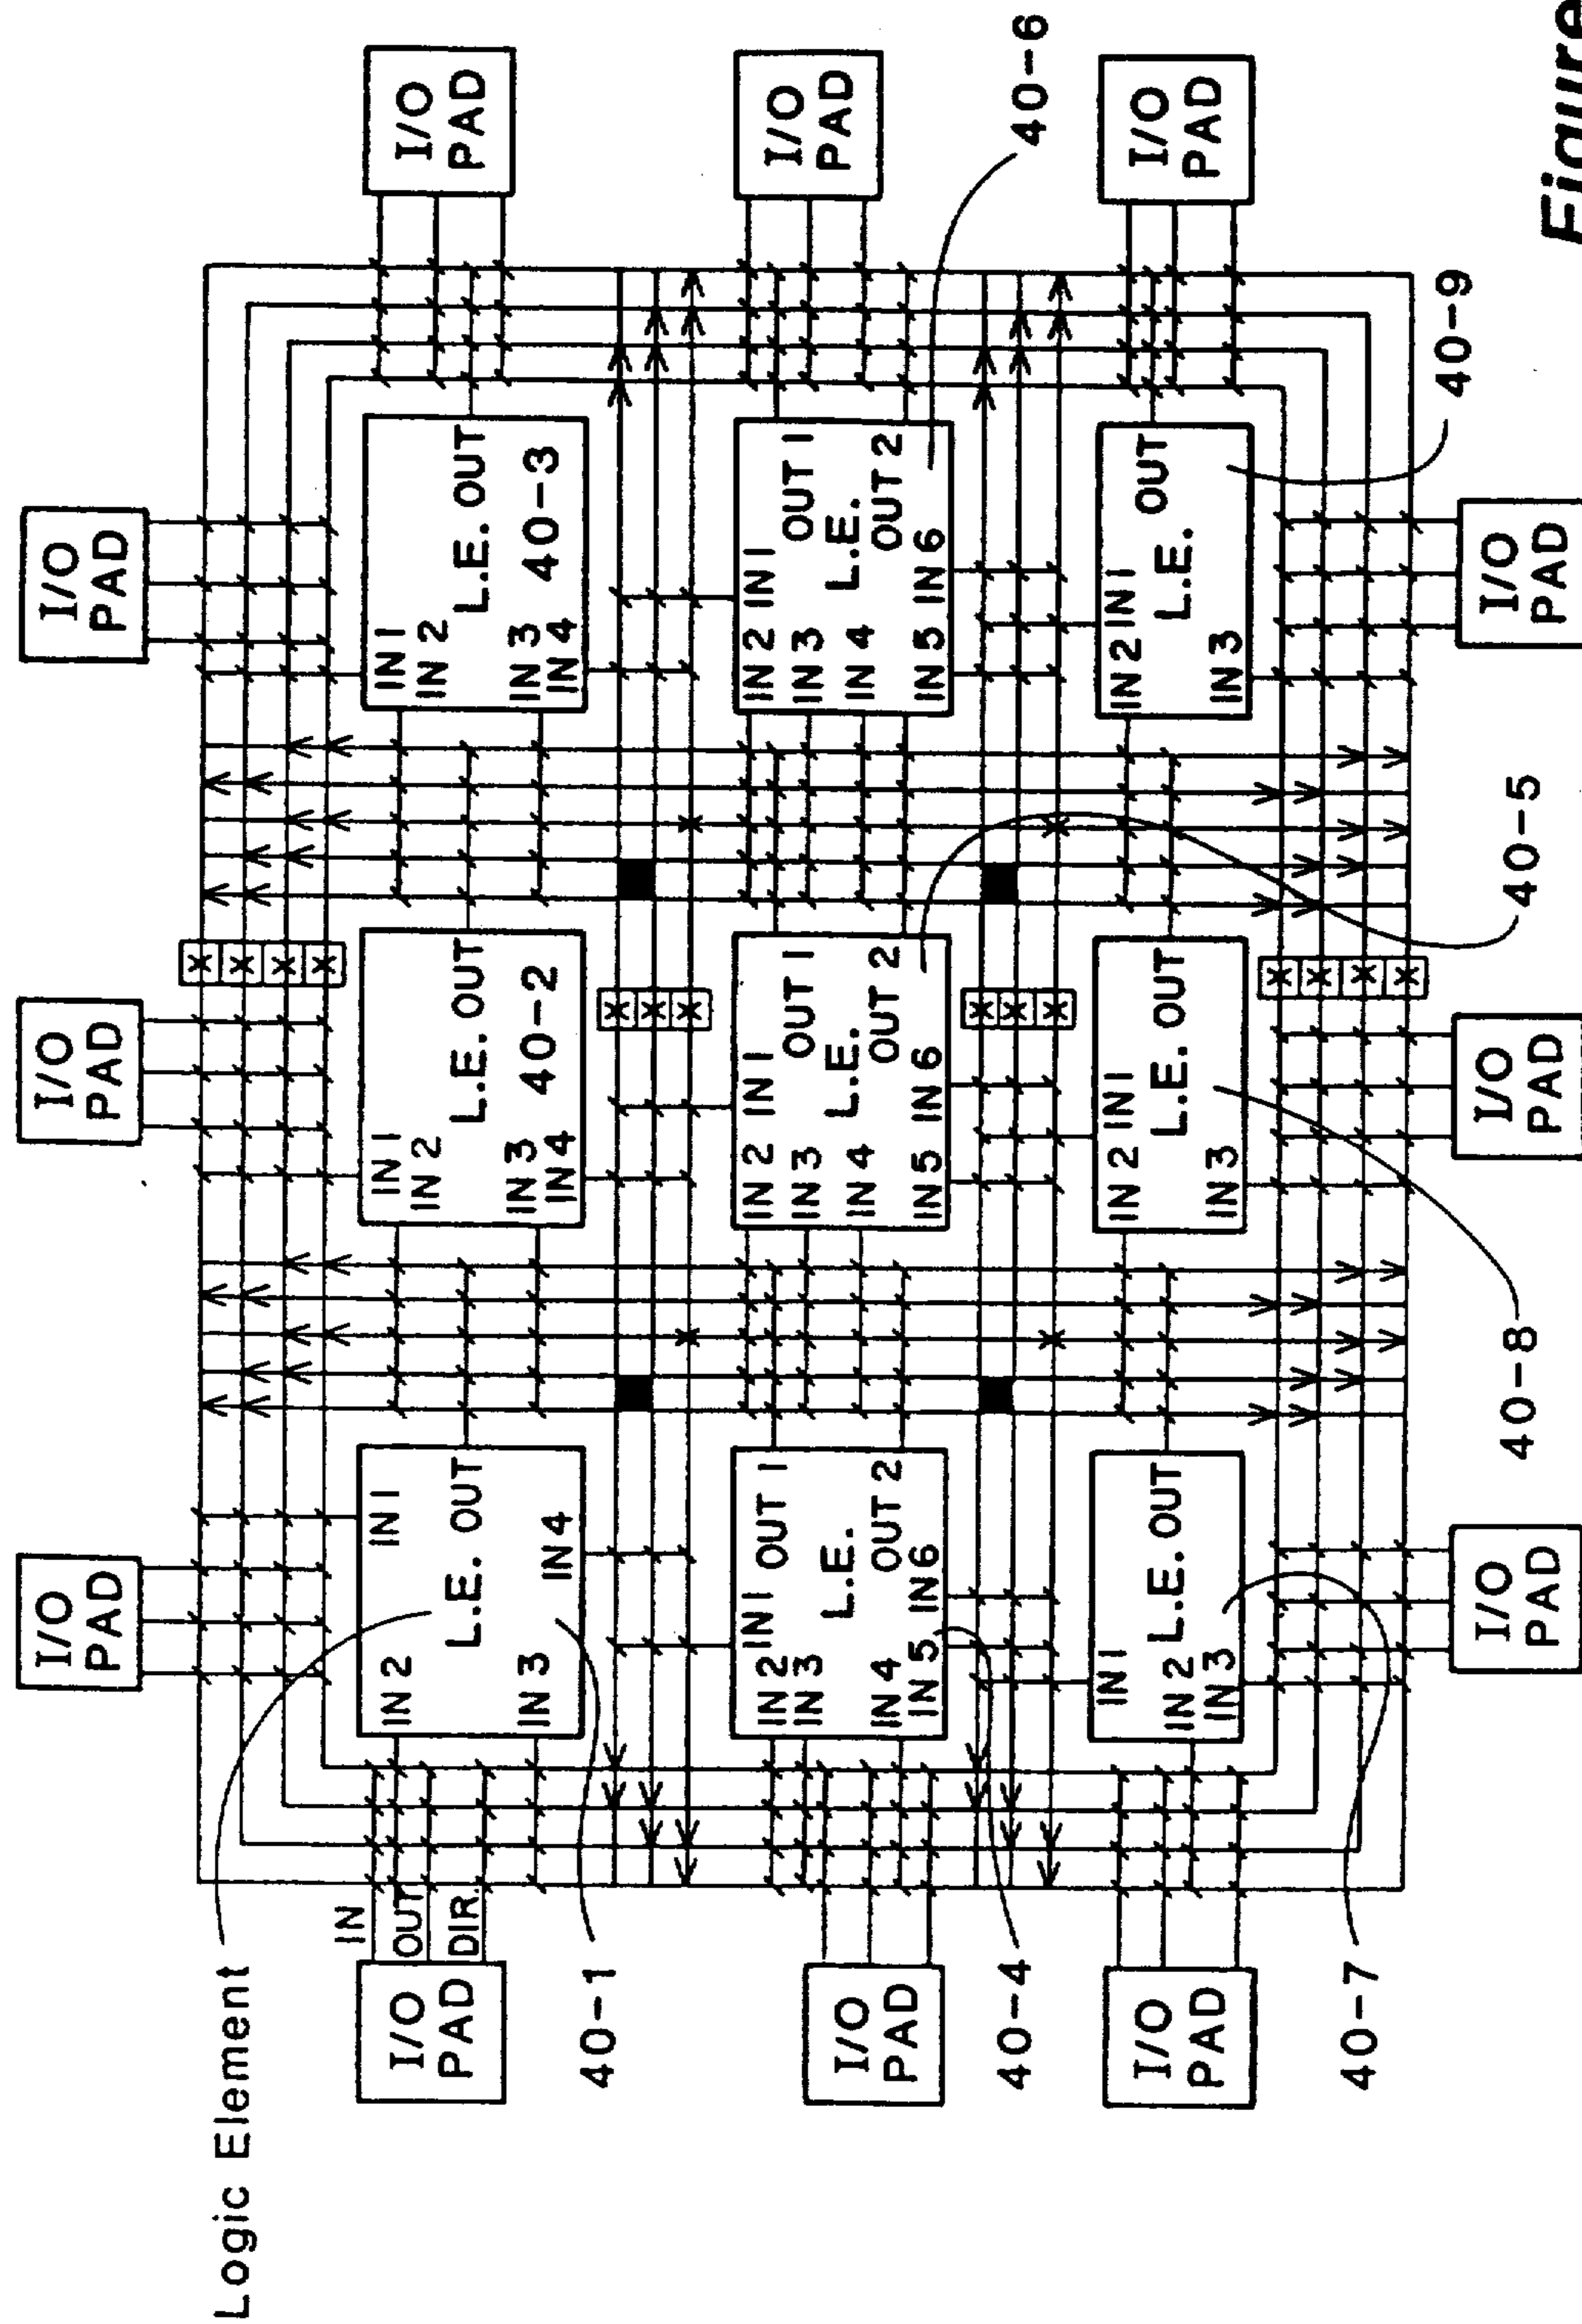 I/O
PAD
I/O
PAD
I/O
PAD
Logic Element
I/O
PAD
IN
OUT
DIR.
IN 2
IN 1
L.E. OUT
IN 3
IN 4
IN 1
IN 2
L.E. OUT
IN 3
IN 4
40-2
IN 1
IN 2
L.E. OUT
IN 3
IN 4
40-3
I/O
PAD
40-1
I/O
PAD
IN 1
IN 2
OUT 1
IN 3
L.E.
IN 4
OUT 2
IN 5
IN 6
IN 2
IN 1
IN 3
OUT 1
L.E.
IN 4
OUT 2
IN 5
IN 6
IN 2
IN 1
IN 3
OUT 1
L.E.
IN 4
OUT 2
IN 5
IN 6
I/O
PAD
40-4
40-6
I/O
PAD
IN 1
L.E. OUT
IN 2
IN 3
IN 2
IN 1
L.E. OUT
IN 3
IN 2
IN 1
OUT
L.E.
IN 3
I/O
PAD
40-7
40-9
I/O
PAD
I/O
PAD
I/O
PAD
40-8
40-5
Figure